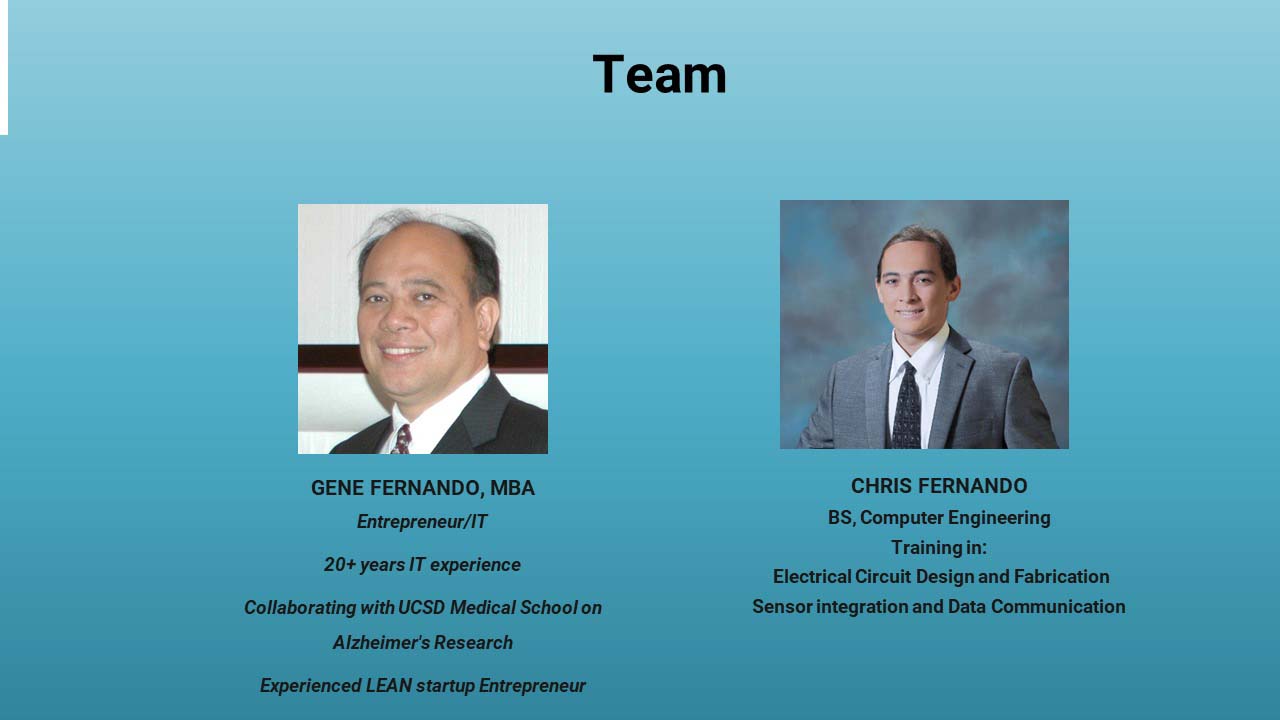 Team
GENE FERNANDO, MBA
Entrepreneur/IT
20+ years IT experience
Collaborating with UCSD Medical School on
Alzheimer's Research
Experienced LEAN startup Entrepreneur
CHRIS FERNANDO
BS, Computer Engineering
Training in:
Electrical Circuit Design and Fabrication
Sensor integration and Data Communication